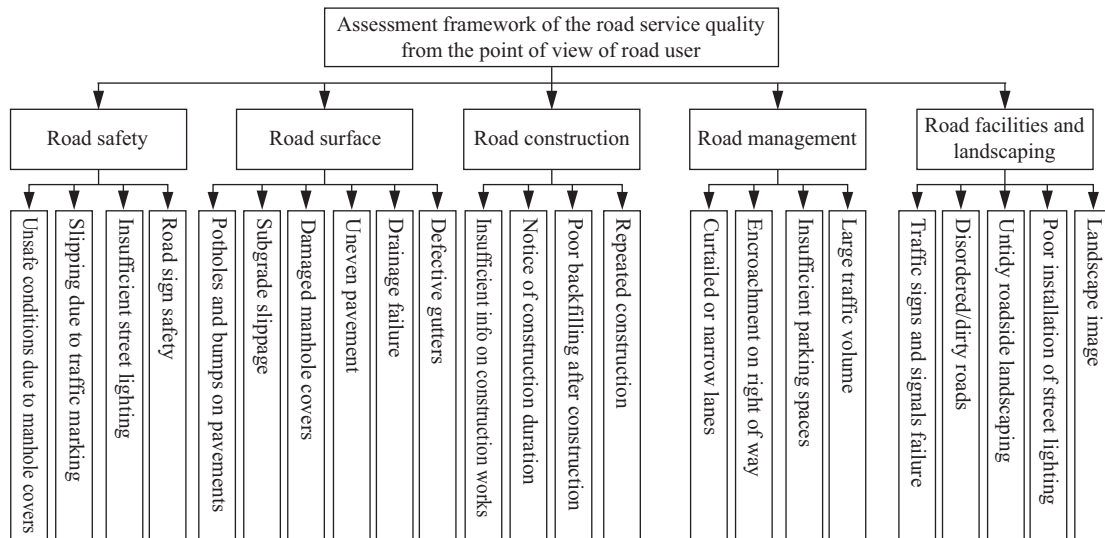 Assessment framework of the road service quality
from the point of view of road user
Road safety
Road surface
Road construction
Road management
Road facilities and
landscaping
Unsafe conditions due to manhole covers
Slipping due to traffic marking
Insufficient street lighting
Road sign safety
Potholes and bumps on pavements
Subgrade slippage
Damaged manhole covers
Uneven pavement
Drainage failure
Defective gutters
Insufficient info on construction works
Notice of construction duration
Poor backfilling after construction
Repeated construction
Curtailed or narrow lanes
Encroachment on right of way
Insufficient parking spaces
Large traffic volume
Traffic signs and signals failure
Disordered/dirty roads
Untidy roadside landscaping
Poor installation of street lighting
Landscape image